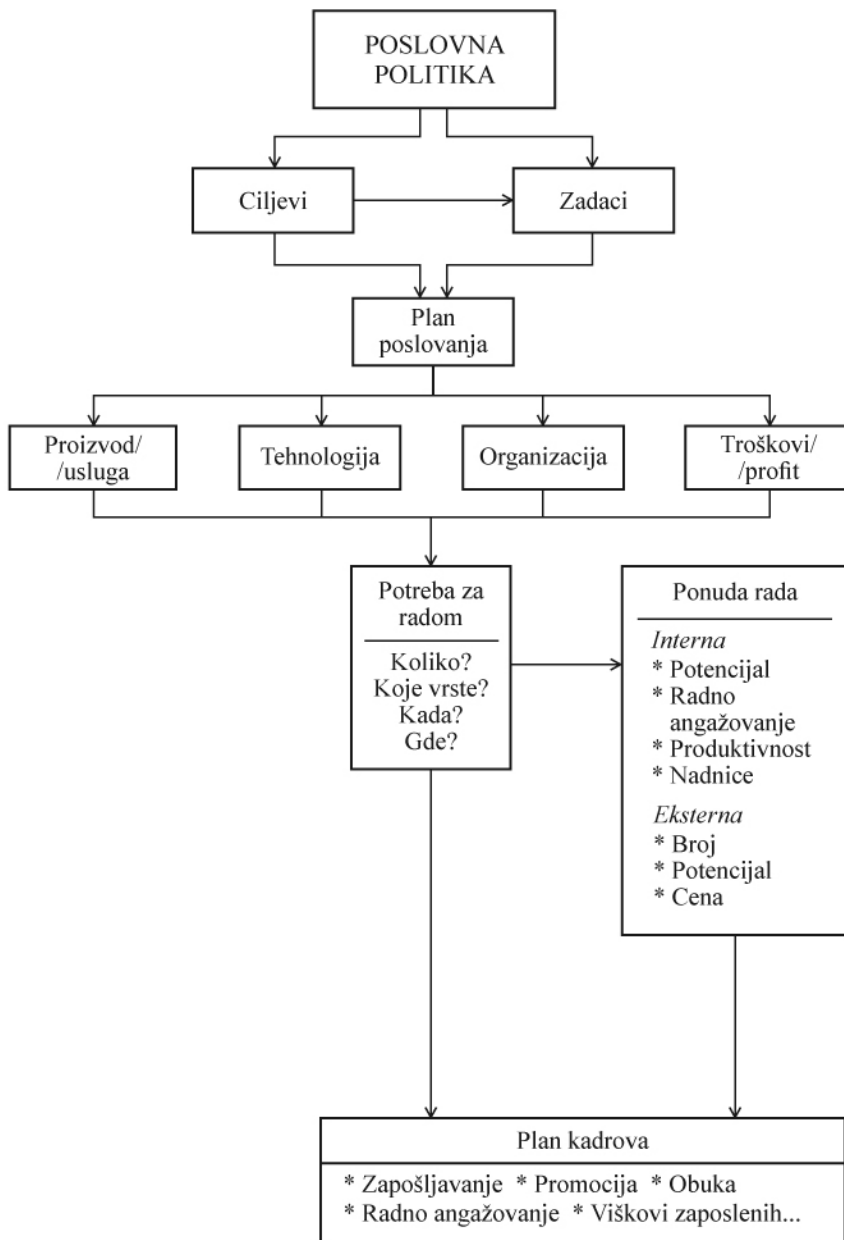 POSLOVNA
POLITIKA
Ciljevi
Zadaci
Plan
poslovanja
Proizvod/
/usluga
Tehnologija
Organizacija
Troškovi/
/profit
Potreba za
radom
Koliko?
Koje vrste?
Kada?
Gde?
Ponuda rada
Interna
* Potencijal
* Radno
angažovanje
* Produktivnost
* Nadnice
Eksterna
* Broj
* Potencijal
* Cena
Plan kadrova
* Zapošljavanje * Promocija * Obuka
* Radno angažovanje * Viškovi zaposlenih...